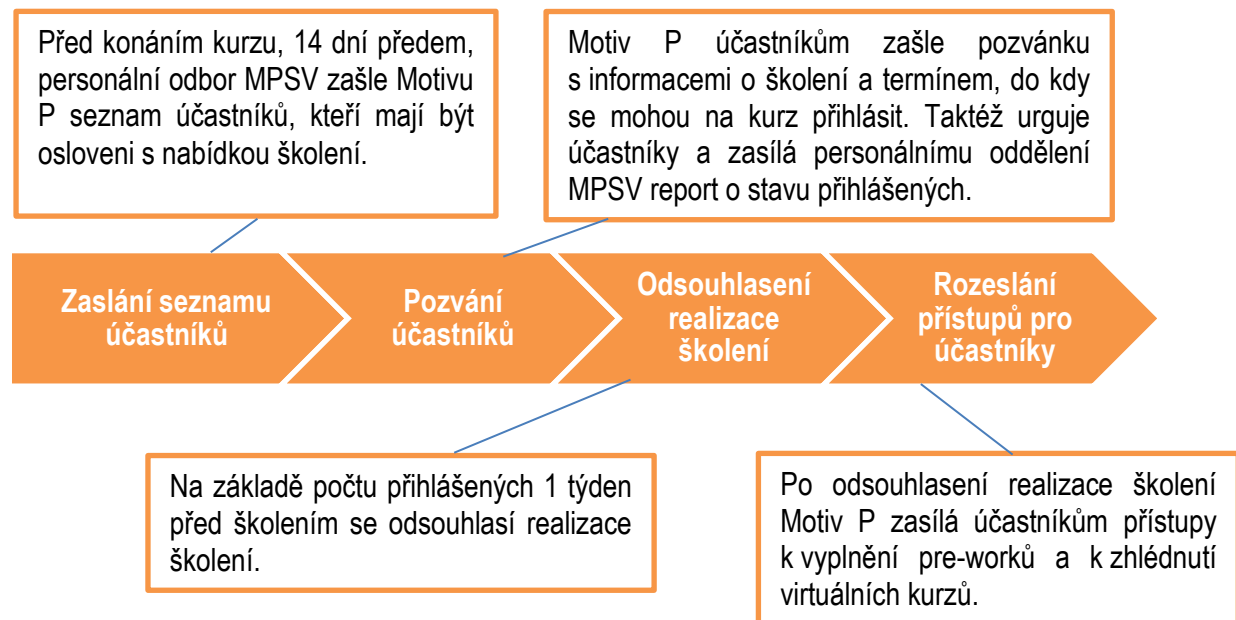 Před konáním kurzu, 14 dní předem,
personální odbor MPSV zašle Motivu
P seznam účastníků, kteří mají být
osloveni s nabídkou školení.
Motiv P účastníkům zašle pozvánku
s informacemi o školení a termínem, do kdy
se mohou na kurz přihlásit. Taktéž urguje
účastníky a zasílá personálnímu oddělení
MPSV report o stavu přihlášených.
Zaslání seznamu
účastníků
Pozvání
účastníků
Odsouhlasení
realizace
školení
Rozeslání
přístupů pro
účastníky
Na základě počtu přihlášených 1 týden
před školením se odsouhlasí realizace
školení.
Po odsouhlasení realizace školení
Motiv P zasílá účastníkům přístupy
k vyplnění pre-worků a k zhlédnutí
virtuálních kurzů.